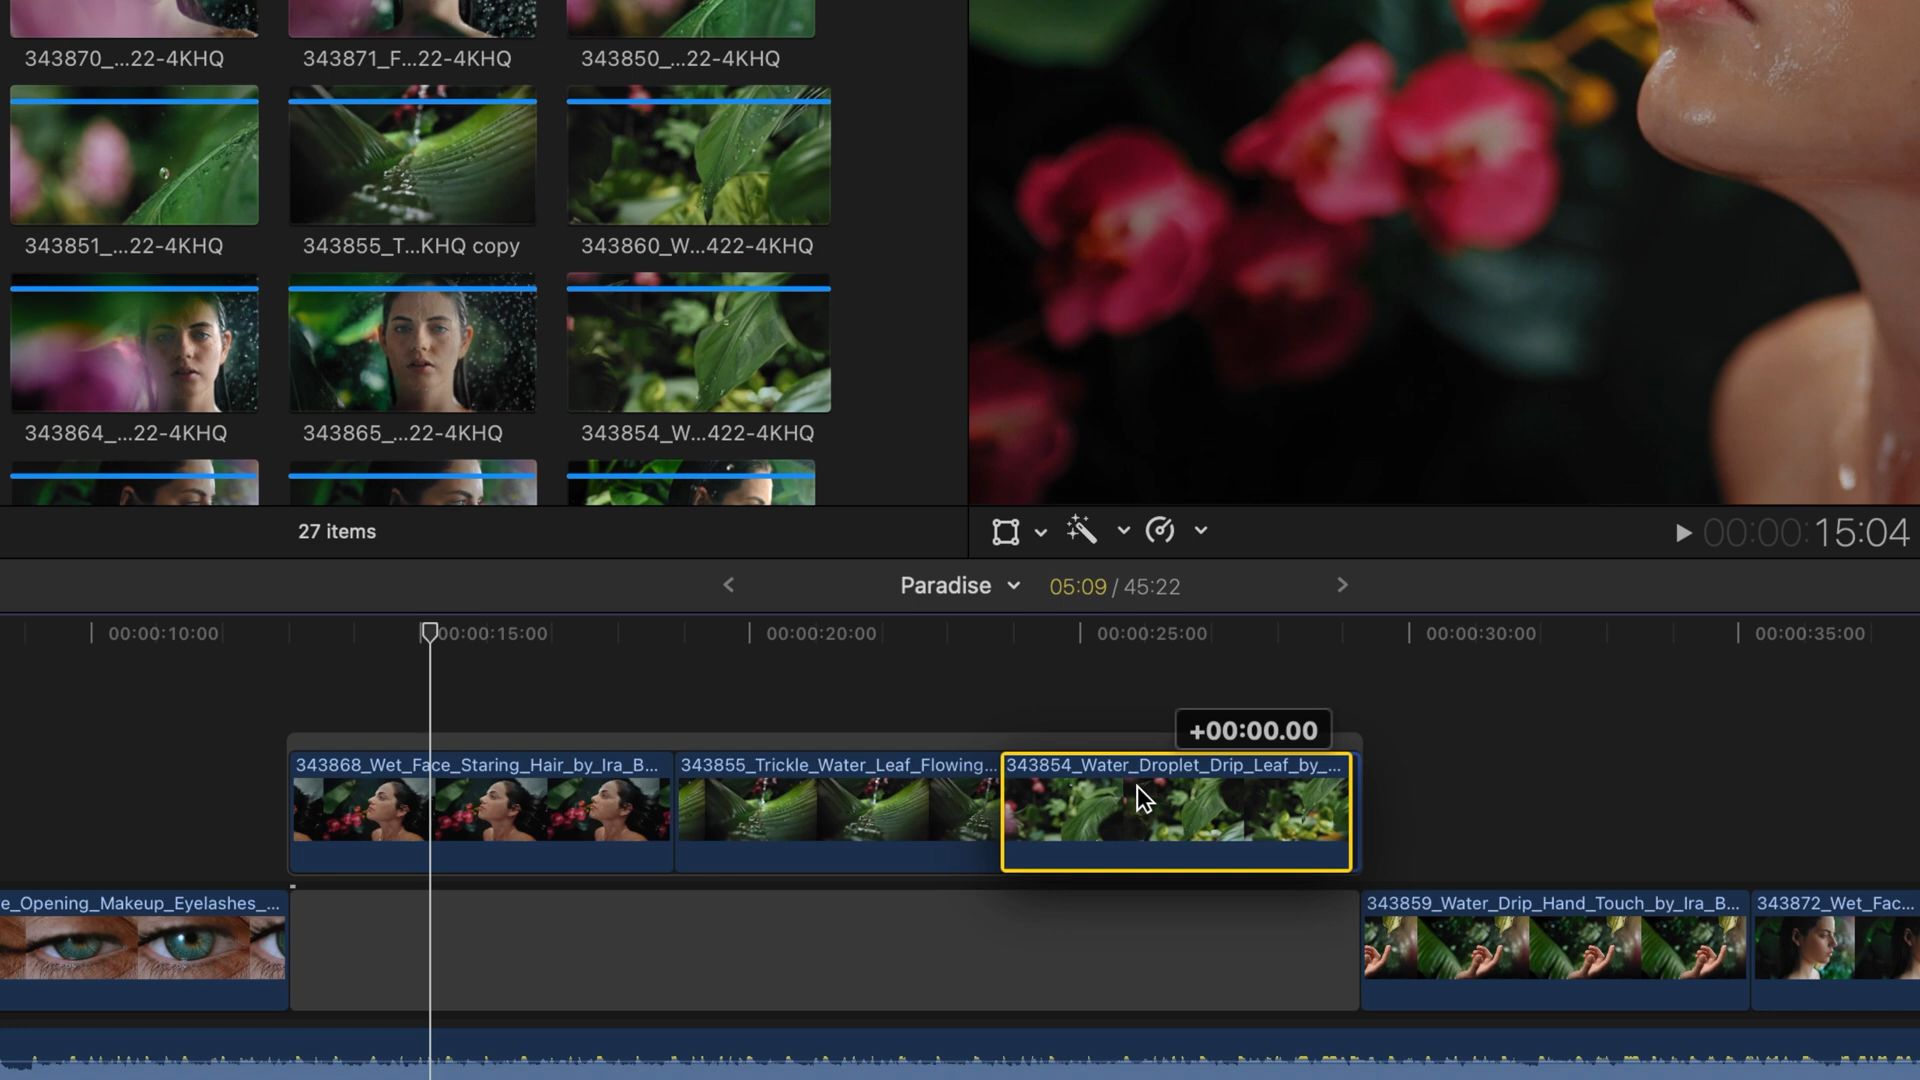 343870_...22-4KHQ
343871_F...22-4KHQ
343850_...22-4KHQ
343851_...22-4KHQ
343855_T...KHQ copy
343860_W...422-4KHQ
343864_...22-4KHQ
343865_...22-4KHQ
343854_W...422-4KHQ
27 items
00:00:15:04
Paradise
05:09 / 45:22
00:00:10:00
00:00:15:00
00:00:20:00
00:00:25:00
00:00:30:00
00:00:35:00
+00:00.00
343868_Wet_Face_Staring_Hair_by_Ira_B...
343855_Trickle_Water_Leaf_Flowing...
343854_Water_Droplet_Drip_Leaf_by_...
e_Opening_Makeup_Eyelashes_...
343859_Water_Drip_Hand_Touch_by_Ira_B...
343872_Wet_Fac...